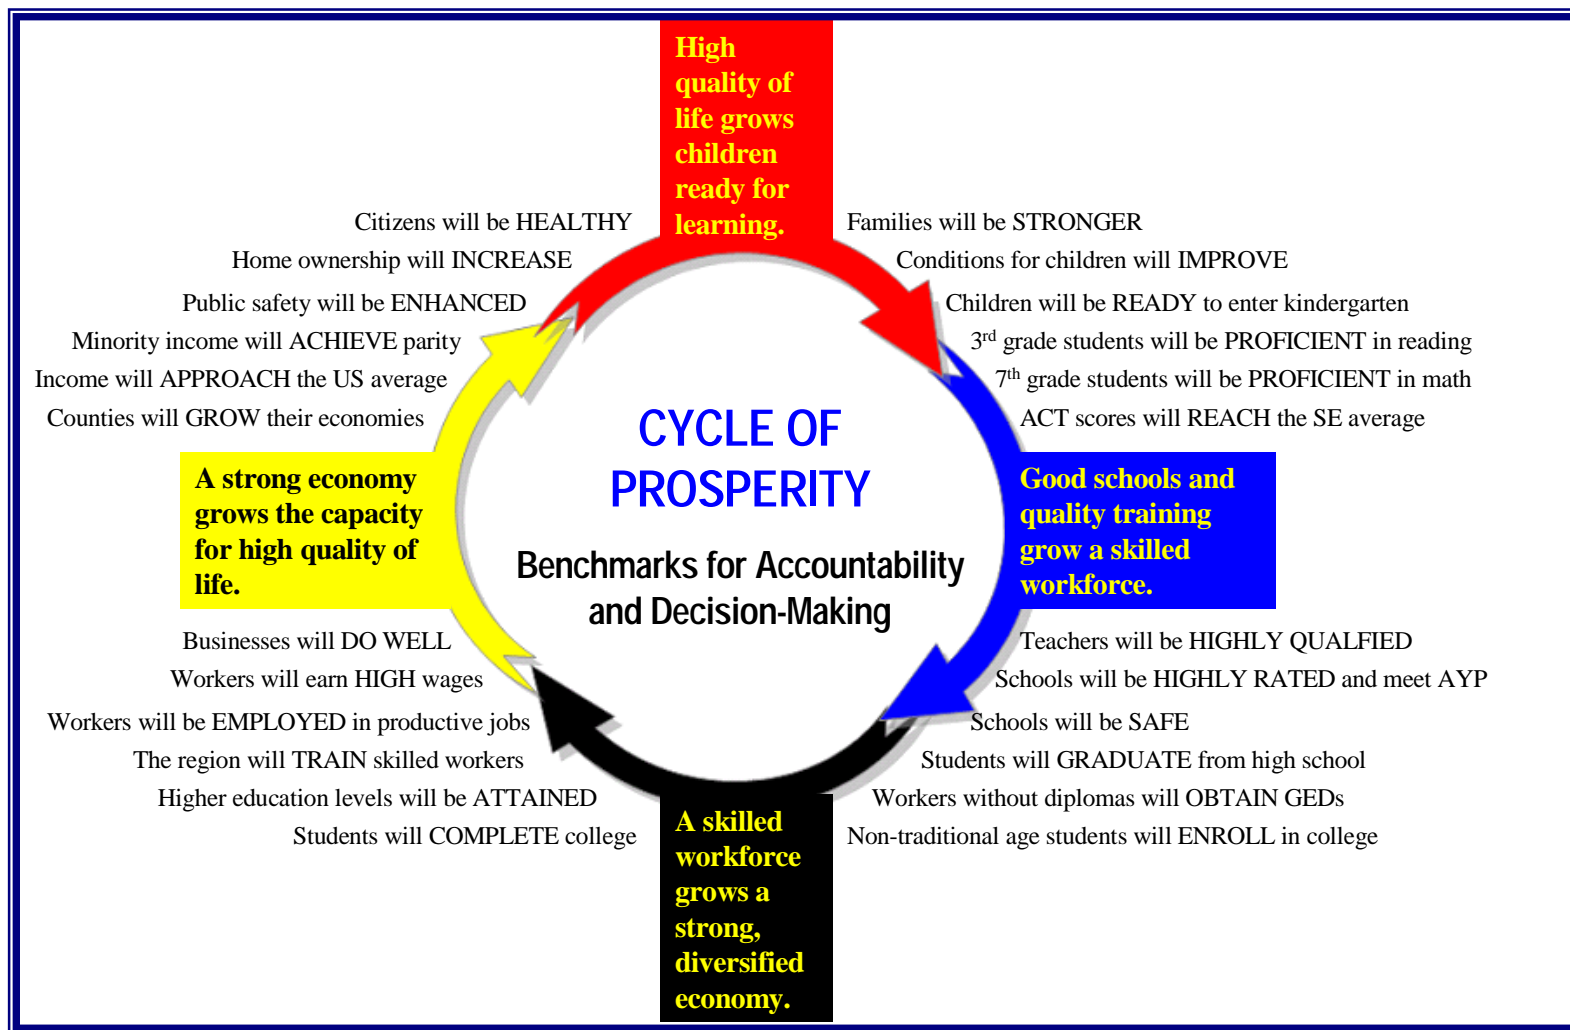 High
quality of
life grows
children
ready for
learning.
Citizens will be HEALTHY
Home ownership will INCREASE
Public safety will be ENHANCED
Minority income will ACHIEVE parity
Income will APPROACH the US average
Counties will GROW their economies
Families will be STRONGER
Conditions for children will IMPROVE
Children will be READY to enter kindergarten
3rd grade students will be PROFICIENT in reading
7th grade students will be PROFICIENT in math
ACT scores will REACH the SE average
CYCLE OF
PROSPERITY
Benchmarks for Accountability
and Decision-Making
A strong economy
grows the capacity
for high quality of
life.
Good schools and
quality training
grow a skilled
workforce.
Businesses will DO WELL
Workers will earn HIGH wages
Workers will be EMPLOYED in productive jobs
The region will TRAIN skilled workers
Higher education levels will be ATTAINED
Students will COMPLETE college
Teachers will be HIGHLY QUALFIED
Schools will be HIGHLY RATED and meet AYP
Schools will be SAFE
Students will GRADUATE from high school
Workers without diplomas will OBTAIN GEDs
Non-traditional age students will ENROLL in college
A skilled
workforce
grows a
strong,
diversified
economy.